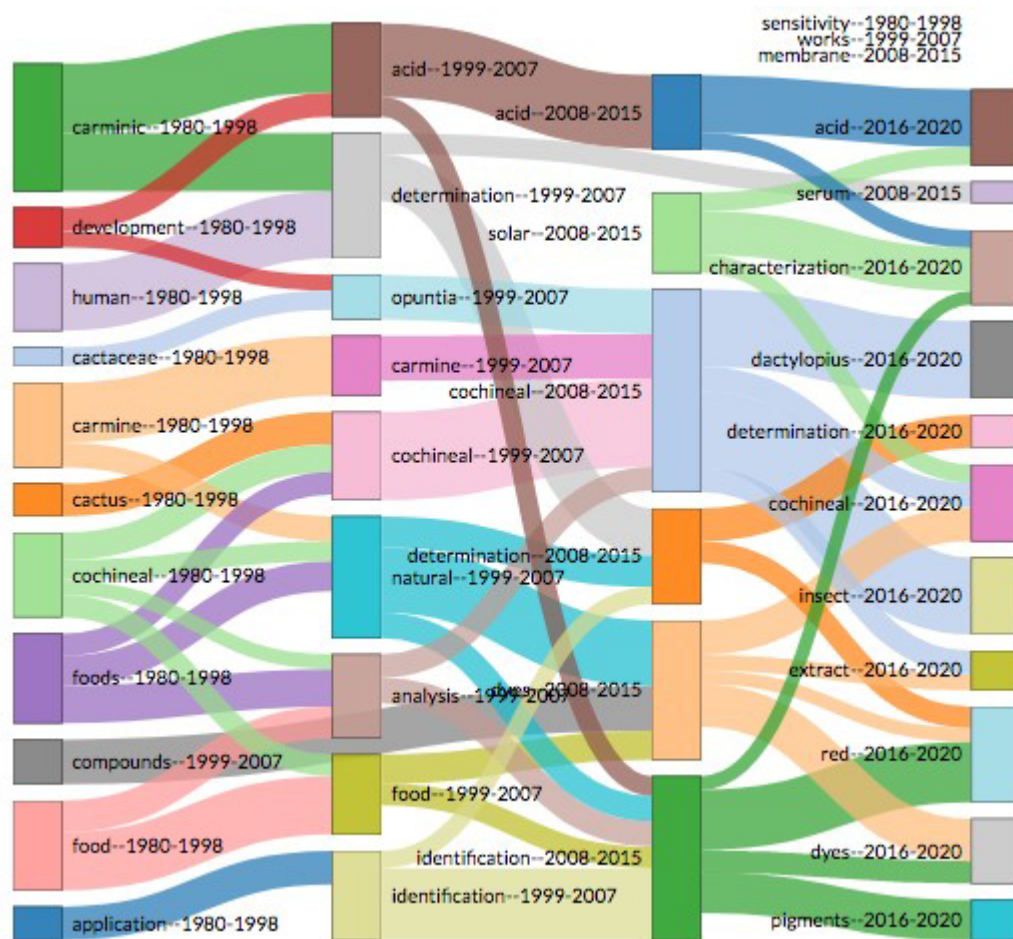 sensitivity--1980-1998
works--1999-2007
membrane--2008-2015
carminic--1980-1998
development--1980-1998
human--1980-1998
cactaceae--1980-1998
carmine--1980-1998
cactus--1980-1998
cochineal--1980-1998
foods--1980-1998
compounds--1999-2007
food--1980-1998
application--1980-1998
acid--1999-2007
determination--1999-2007
opuntia--1999-2007
carmine--1999-2007
cochineal--1999-2007
natural--1999-2007
analysis--1999-2007
food--1999-2007
identification--1999-2007
acid--2008-2015
solar--2008-2015
cochineal--2008-2015
determination--2008-2015
dyes--2008-2015
identification--2008-2015
acid--2016-2020
serum--2008-2015
characterization--2016-2020
dactylopius--2016-2020
determination--2016-2020
cochineal--2016-2020
insect--2016-2020
extract--2016-2020
red--2016-2020
dyes--2016-2020
pigments--2016-2020